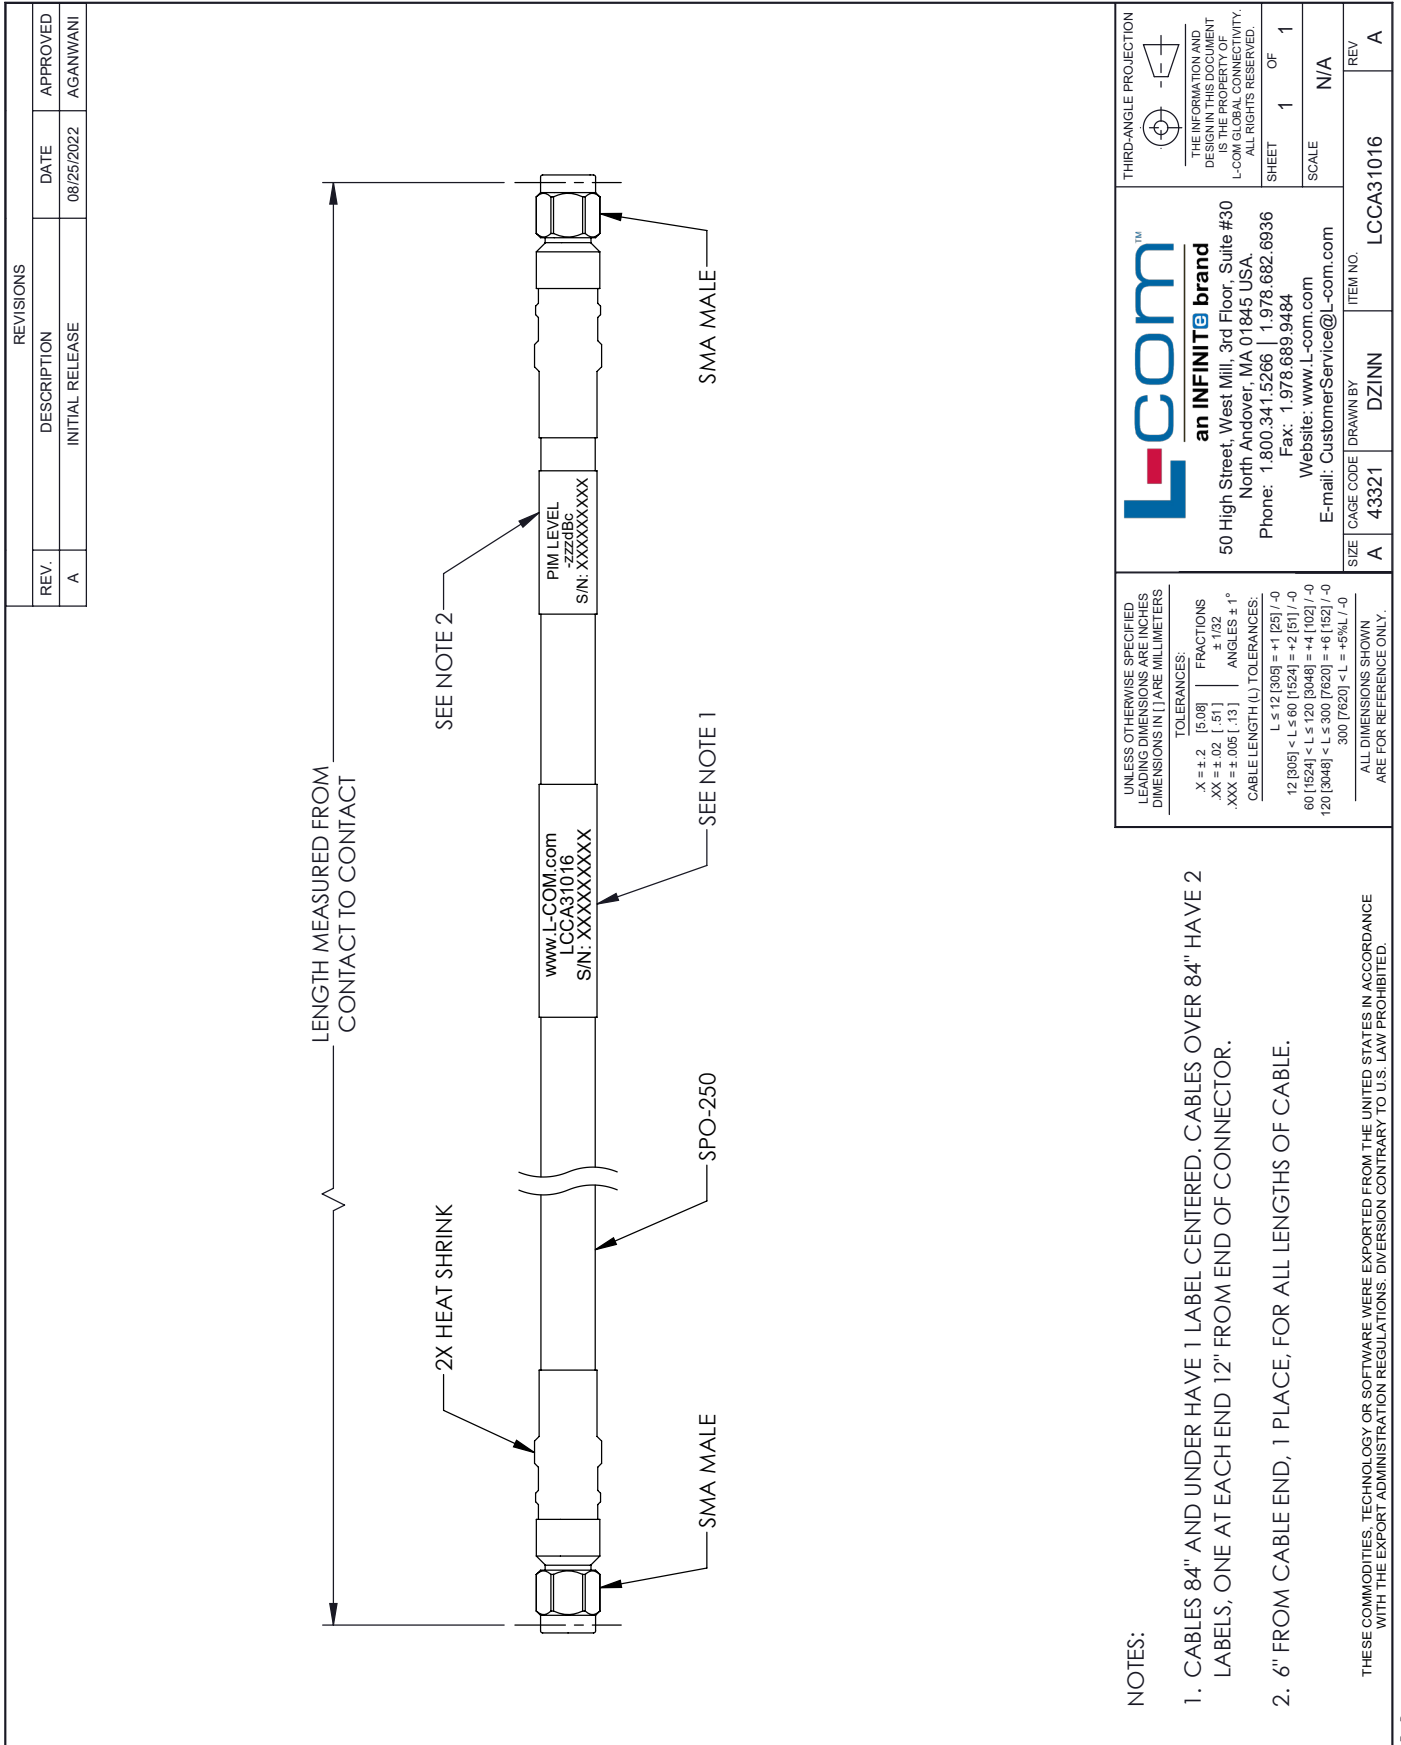 REVISIONS
REV. DESCRIPTION DATE APPROVED
A INITIAL RELEASE 08/25/2022 AGANWANI
LENGTH MEASURED FROM
CONTACT TO CONTACT
2X HEAT SHRINK
SEE NOTE 2
www.L-COM.com
LCCA31016
S/N: XXXXXXXXX
PIM LEVEL
-zzzdBc
S/N: XXXXXXXXX
SMA MALE
SPO-250
SEE NOTE 1
SMA MALE
NOTES:
1. CABLES 84" AND UNDER HAVE 1 LABEL CENTERED. CABLES OVER 84" HAVE 2
LABELS, ONE AT EACH END 12" FROM END OF CONNECTOR.
2. 6" FROM CABLE END, 1 PLACE, FOR ALL LENGTHS OF CABLE.
THESE COMMODITIES, TECHNOLOGY OR SOFTWARE WERE EXPORTED FROM THE UNITED STATES IN ACCORDANCE
WITH THE EXPORT ADMINISTRATION REGULATIONS. DIVERSION CONTRARY TO U.S. LAW PROHIBITED.
UNLESS OTHERWISE SPECIFIED
LEADING DIMENSIONS ARE INCHES
DIMENSIONS IN [ ] ARE MILLIMETERS
TOLERANCES:
.X = ± .2 [5.08] FRACTIONS
.XX = ± .02 [ .51 ] ± 1/32
.XXX = ± .005 [ .13 ] ANGLES ± 1°
CABLE LENGTH (L) TOLERANCES:
L ≤ 12 [305] = +1 [25] / -0
12 [305] < L ≤ 60 [1524] = +2 [51] / -0
60 [1524] < L ≤ 120 [3048] = +4 [102] / -0
120 [3048] < L ≤ 300 [7620] = +6 [152] / -0
300 [7620] < L = +5%L / -0
ALL DIMENSIONS SHOWN
ARE FOR REFERENCE ONLY.
L-com™
an INFINITe brand
50 High Street, West Mill, 3rd Floor, Suite #30
North Andover, MA 01845 USA.
Phone: 1.800.341.5266 | 1.978.682.6936
Fax: 1.978.689.9484
Website: www.L-com.com
E-mail: CustomerService@L-com.com
THIRD-ANGLE PROJECTION
THE INFORMATION AND
DESIGN IN THIS DOCUMENT
IS THE PROPERTY OF
L-COM GLOBAL CONNECTIVITY.
ALL RIGHTS RESERVED.
SHEET 1 OF 1
SCALE N/A
SIZE A
CAGE CODE 43321
DRAWN BY DZINN
ITEM NO. LCCA31016
REV A